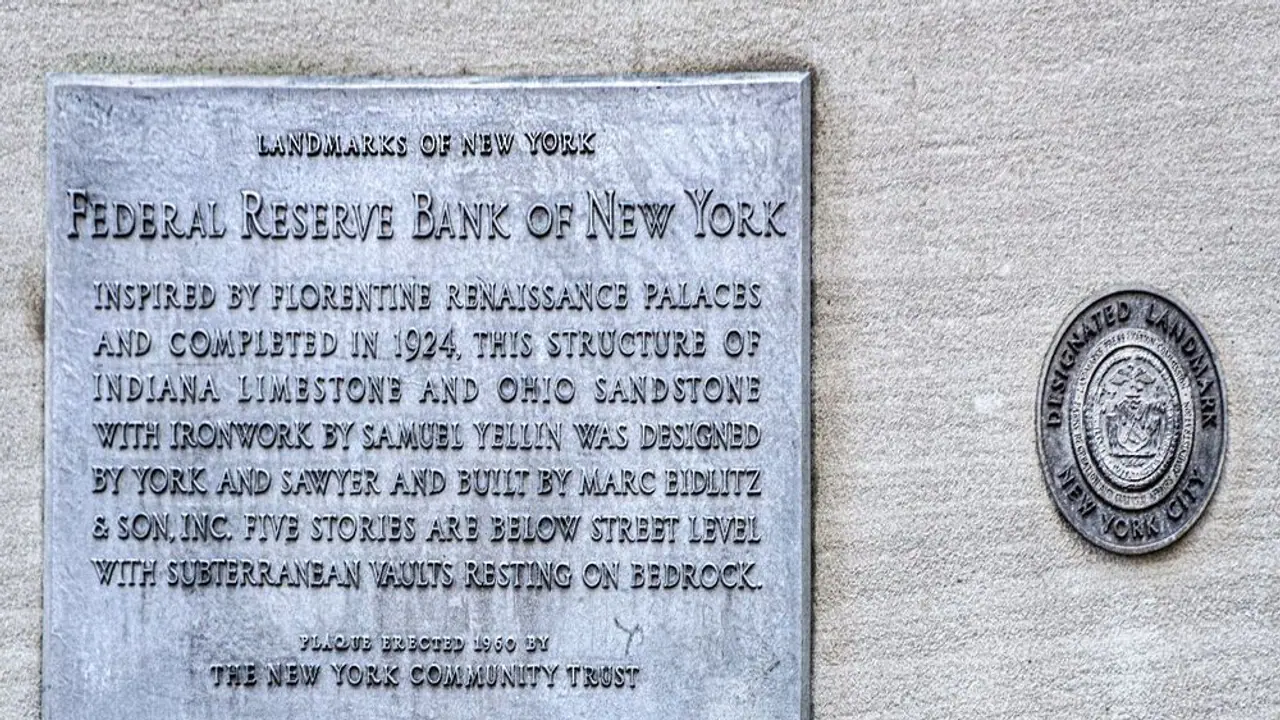 LANDMARKS OF NEW YORK
FEDERAL RESERVE BANK OF NEW YORK
INSPIRED BY FLORENTINE RENAISSANCE PALACES
AND COMPLETED IN 1924, THIS STRUCTURE OF
INDIANA LIMESTONE AND OHIO SANDSTONE
WITH IRONWORK BY SAMUEL YELLIN WAS DESIGNED
BY YORK AND SAWYER AND BUILT BY MARC EIDLITZ
& SON, INC. FIVE STORIES ARE BELOW STREET LEVEL
WITH SUBTERRANEAN VAULTS RESTING ON BEDROCK.
PLAQUE ERECTED 1960 BY
THE NEW YORK COMMUNITY TRUST
DESIGNATED LANDMARK
NEW YORK CITY